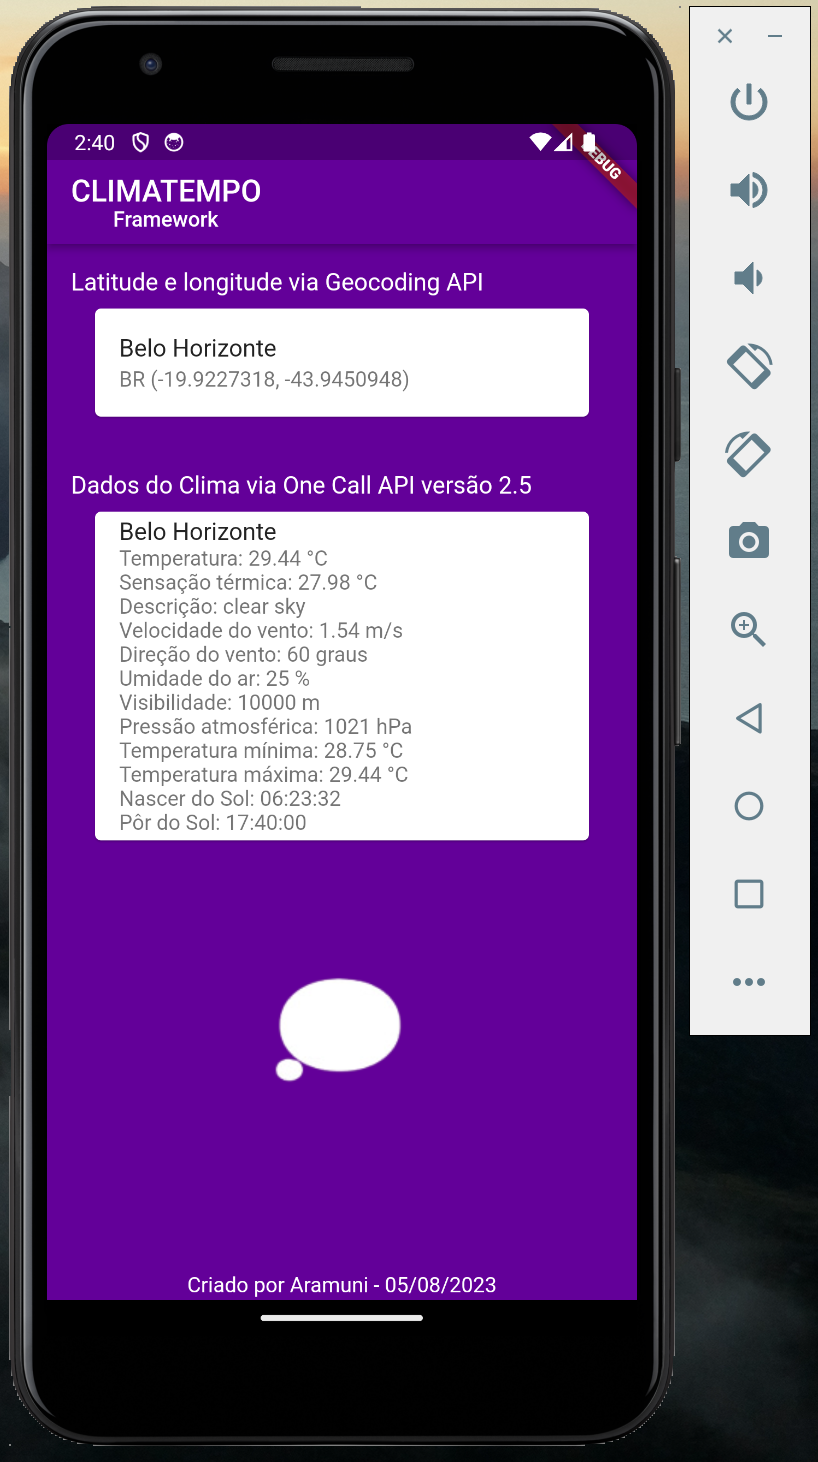 2:40
DEBUG
CLIMATEMPO
Framework
Latitude e longitude via Geocoding API
Belo Horizonte
BR (-19.9227318, -43.9450948)
Dados do Clima via One Call API versão 2.5
Belo Horizonte
Temperatura: 29.44 °C
Sensação térmica: 27.98 °C
Descrição: clear sky
Velocidade do vento: 1.54 m/s
Direção do vento: 60 graus
Umidade do ar: 25 %
Visibilidade: 10000 m
Pressão atmosférica: 1021 hPa
Temperatura mínima: 28.75 °C
Temperatura máxima: 29.44 °C
Nascer do Sol: 06:23:32
Pôr do Sol: 17:40:00
Criado por Aramuni - 05/08/2023